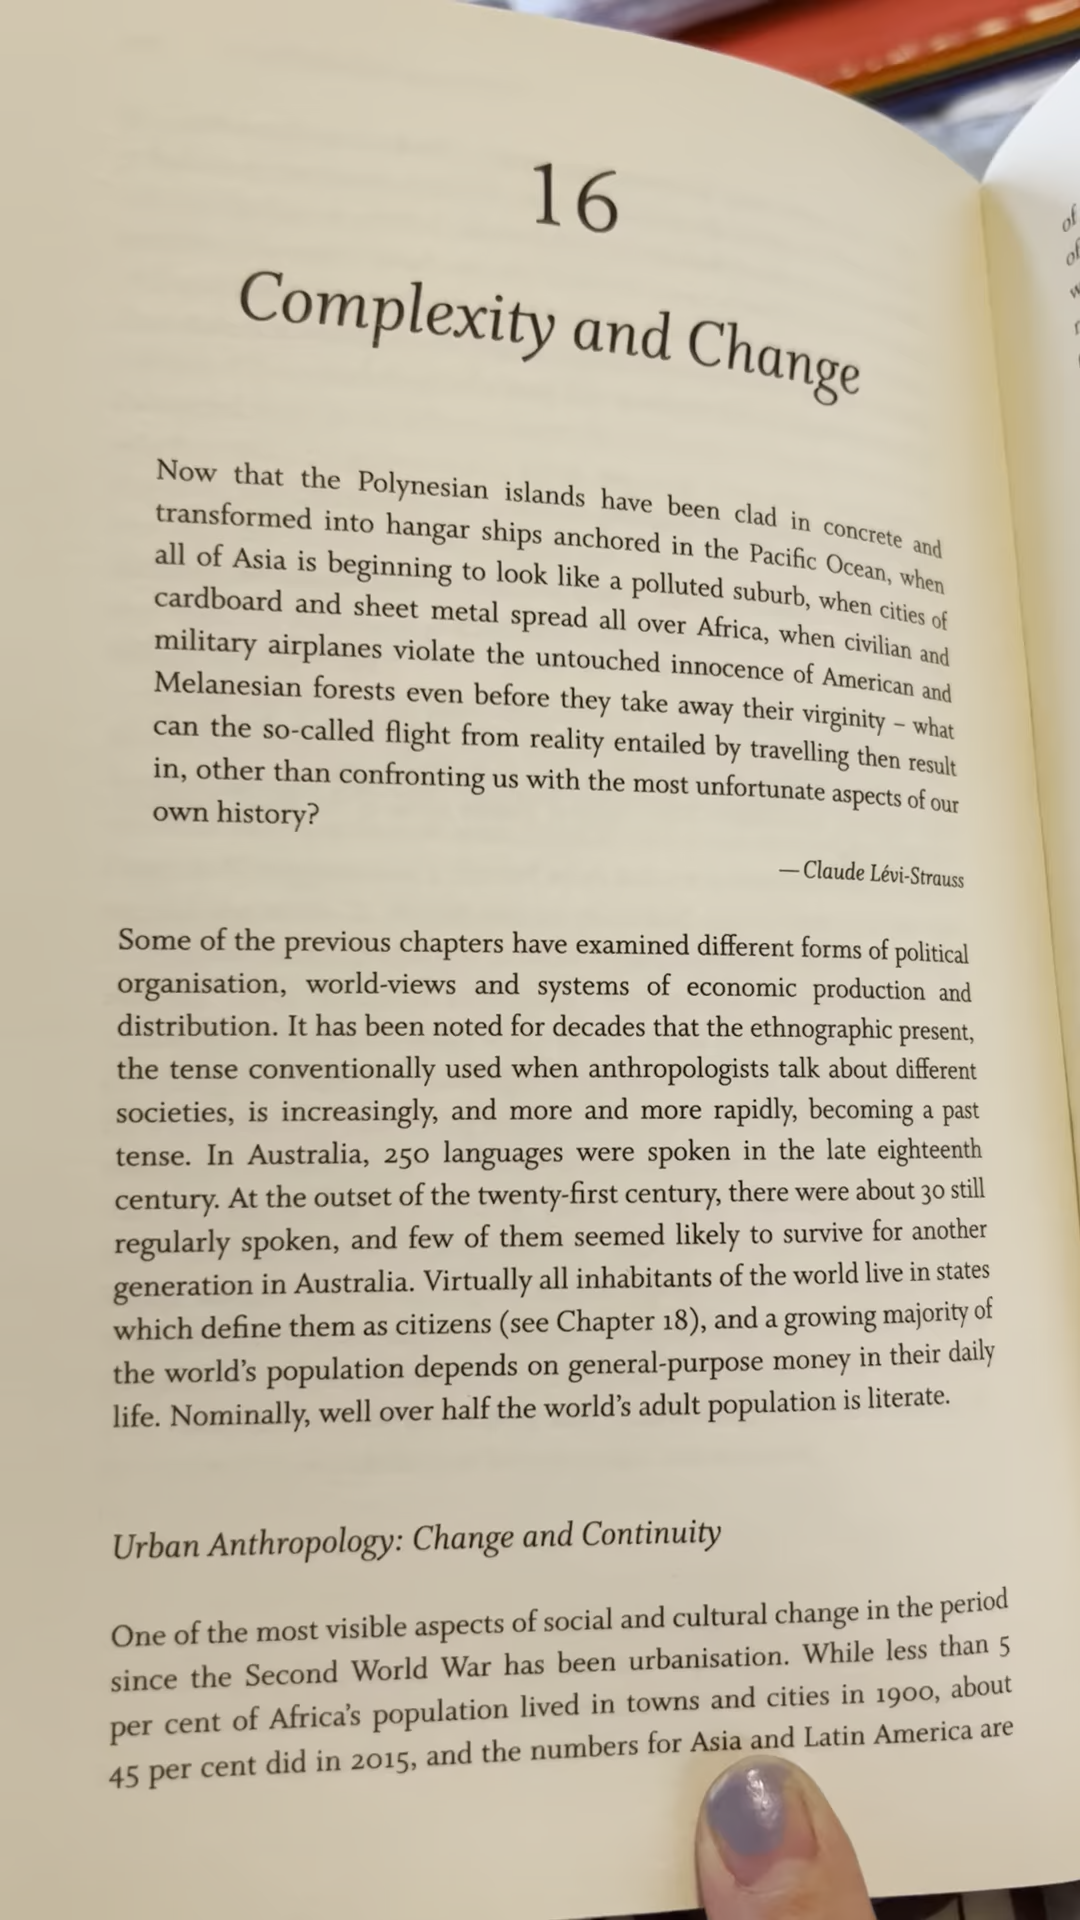 16
Complexity and Change
Now that the Polynesian islands have been clad in concrete and
transformed into hangar ships anchored in the Pacific Ocean, when
all of Asia is beginning to look like a polluted suburb, when cities of
cardboard and sheet metal spread all over Africa, when civilian and
military airplanes violate the untouched innocence of American and
Melanesian forests even before they take away their virginity – what
can the so-called flight from reality entailed by travelling then result
in, other than confronting us with the most unfortunate aspects of our
own history?
— Claude Lévi-Strauss
Some of the previous chapters have examined different forms of political
organisation, world-views and systems of economic production and
distribution. It has been noted for decades that the ethnographic present,
the tense conventionally used when anthropologists talk about different
societies, is increasingly, and more and more rapidly, becoming a past
tense. In Australia, 250 languages were spoken in the late eighteenth
century. At the outset of the twenty-first century, there were about 30 still
regularly spoken, and few of them seemed likely to survive for another
generation in Australia. Virtually all inhabitants of the world live in states
which define them as citizens (see Chapter 18), and a growing majority of
the world's population depends on general-purpose money in their daily
life. Nominally, well over half the world's adult population is literate.
Urban Anthropology: Change and Continuity
One of the most visible aspects of social and cultural change in the period
since the Second World War has been urbanisation. While less than 5
per cent of Africa's population lived in towns and cities in 1900, about
45 per cent did in 2015, and the numbers for Asia and Latin America are
of
of